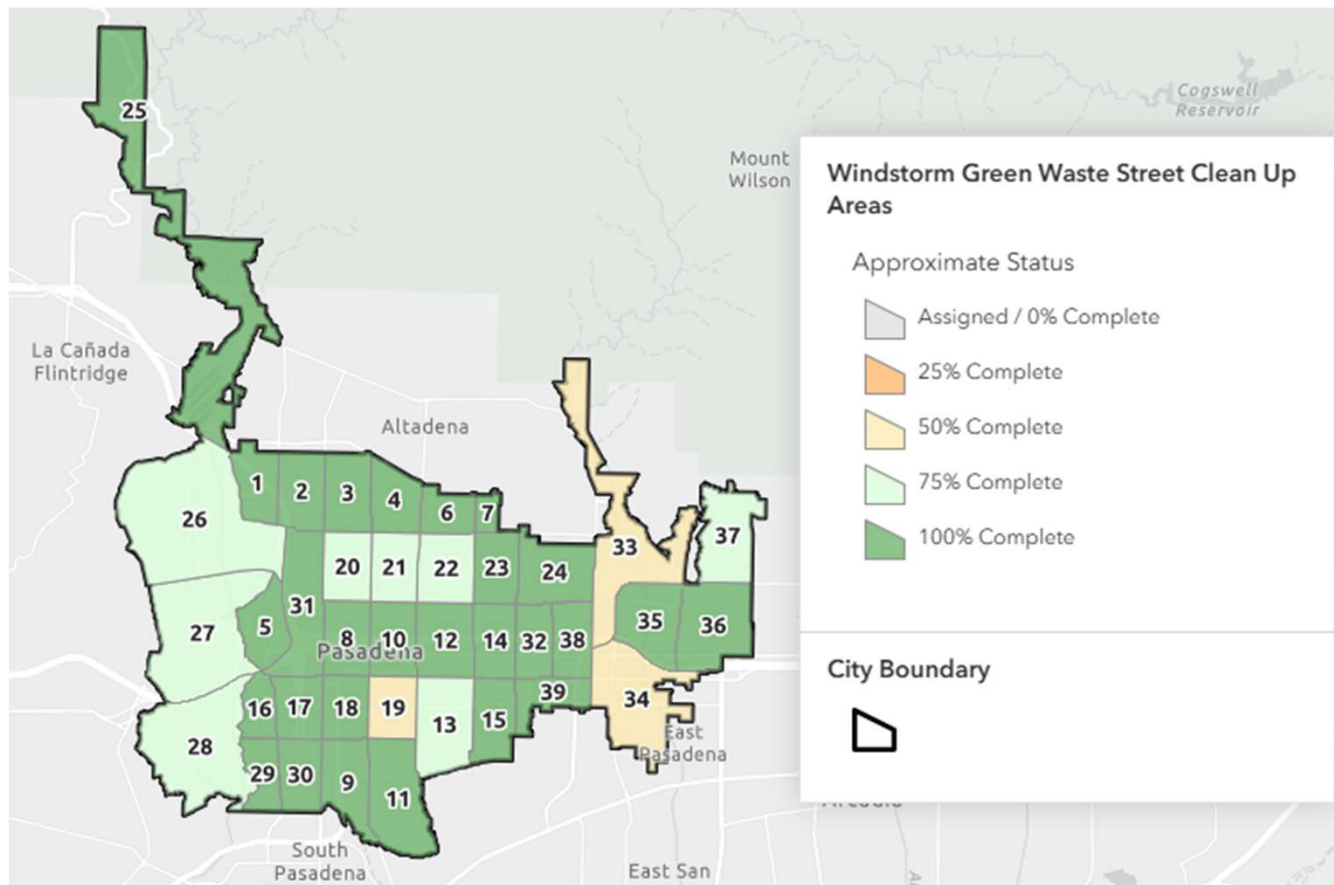 25
Cogswell
Reservoir
Mount
Wilson
Windstorm Green Waste Street Clean Up
Areas
Approximate Status
Assigned / 0% Complete
25% Complete
50% Complete
75% Complete
100% Complete
City Boundary
La Cañada
Flintridge
Altadena
1
2
3
4
6
7
26
33
37
20
21
22
23
24
31
27
5
8
10
12
14
32
38
35
36
Pasadena
16
17
18
19
13
15
39
34
28
East
Pasadena
29
30
9
11
Arcadia
South
Pasadena
East San